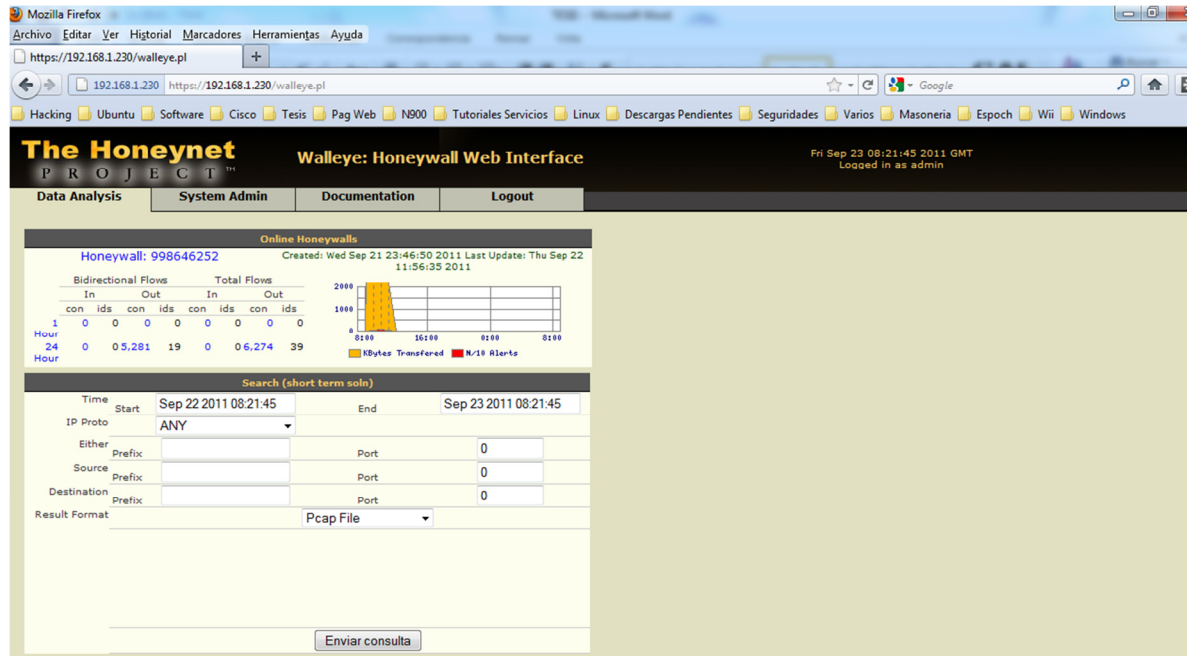 Mozilla Firefox
Archivo Editar Ver Historial Marcadores Herramientas Ayuda
https://192.168.1.230/walleye.pl +
192.168.1.230 https://192.168.1.230/walleye.pl Google
Hacking Ubuntu Software Cisco Tesis Pag Web N900 Tutoriales Servicios Linux Descargas Pendientes Seguridades Varios Masoneria Espoch Wii Windows
The Honeynet
PROJECT™
Walleye: Honeywall Web Interface
Fri Sep 23 08:21:45 2011 GMT
Logged in as admin
Data Analysis System Admin Documentation Logout
Online Honeywalls
Honeywall: 998646252
Created: Wed Sep 21 23:46:50 2011 Last Update: Thu Sep 22
11:56:35 2011
Bidirectional Flows Total Flows
In Out In Out
con ids con ids con ids con ids
1 0 0 0 0 0 0 0 0
Hour
24 0 0 5,281 19 0 0 6,274 39
Hour
2000
1000
0
8:00 16:00 0:00 8:00
KBytes Transfered N/10 Alerts
Search (short term soln)
Time Start Sep 22 2011 08:21:45 End Sep 23 2011 08:21:45
IP Proto ANY
Either Prefix Port 0
Source Prefix Port 0
Destination Prefix Port 0
Result Format Pcap File
Enviar consulta